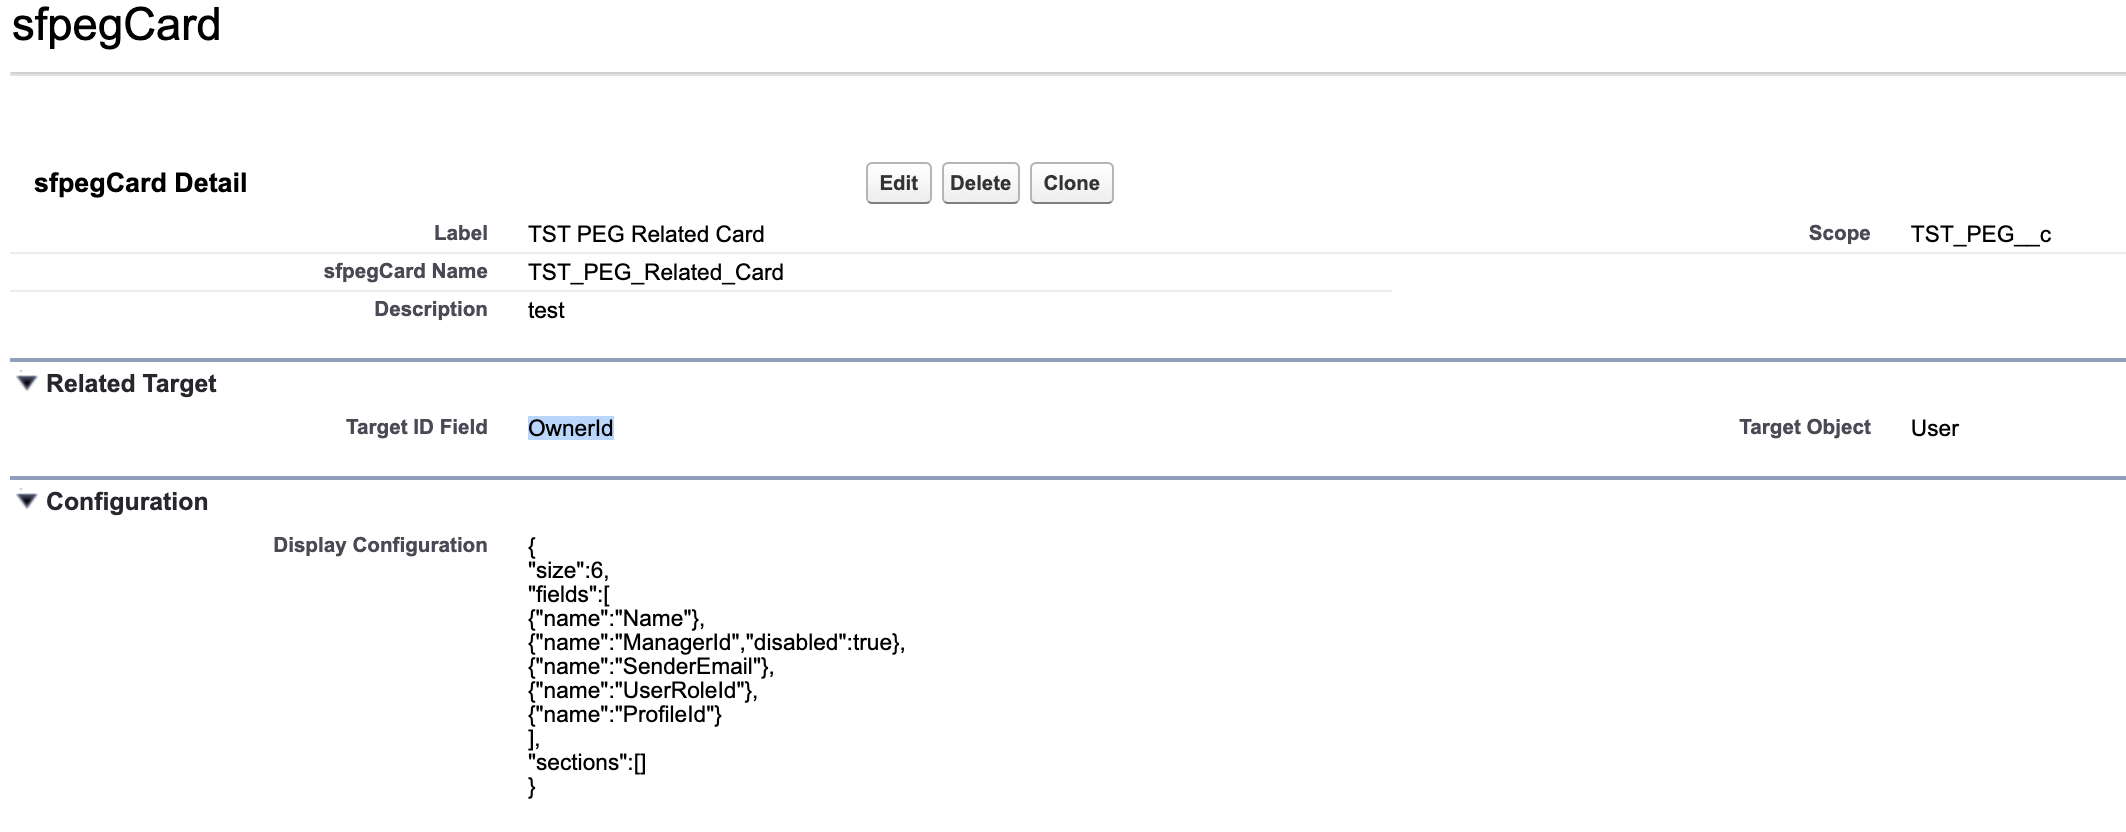 sfpegCard
sfpegCard Detail
Edit Delete Clone
Label TST PEG Related Card Scope TST_PEG__c
sfpegCard Name TST_PEG_Related_Card
Description test
Related Target
Target ID Field OwnerId Target Object User
Configuration
Display Configuration {
"size":6,
"fields":[
{"name":"Name"},
{"name":"ManagerId","disabled":true},
{"name":"SenderEmail"},
{"name":"UserRoleId"},
{"name":"ProfileId"}
],
"sections":[]
}